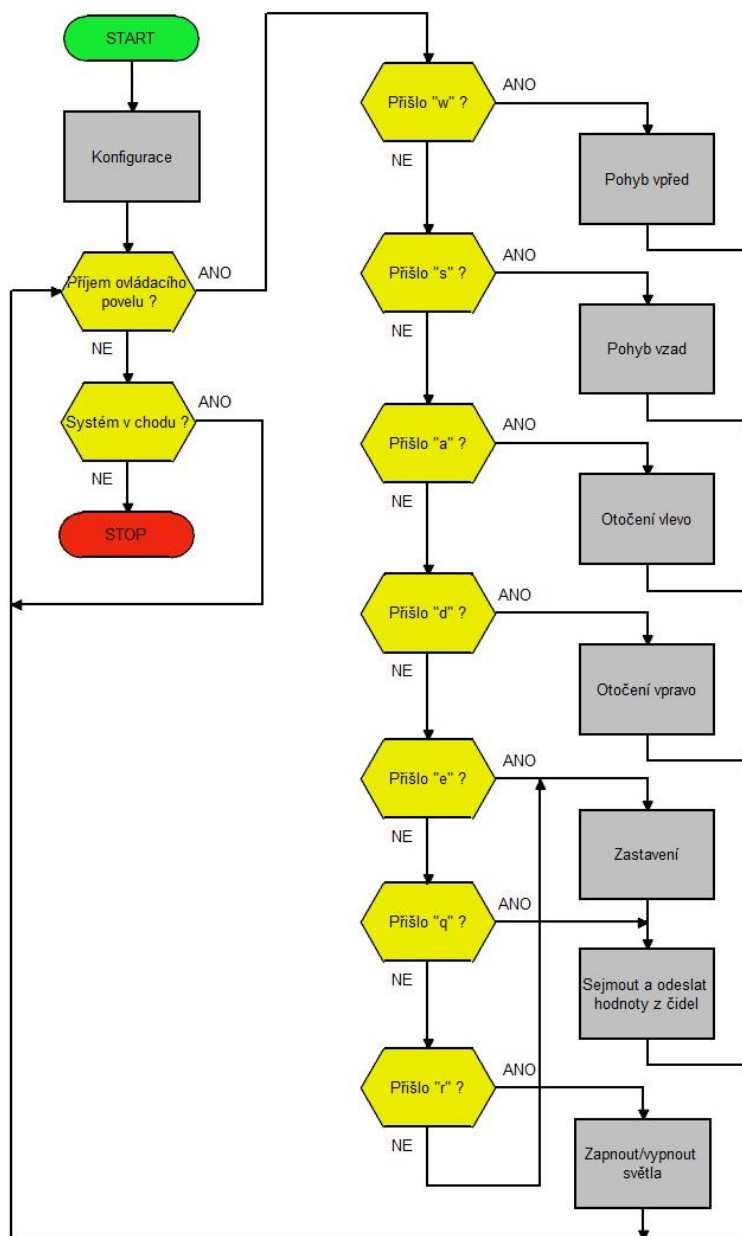 START
Konfigurace
Příjem ovládacího
povelu ?
ANO
NE
Systém v chodu ?
ANO
NE
STOP
Přišlo "w" ?
ANO
NE
Pohyb vpřed
Přišlo "s" ?
ANO
NE
Pohyb vzad
Přišlo "a" ?
ANO
NE
Otočení vlevo
Přišlo "d" ?
ANO
NE
Otočení vpravo
Přišlo "e" ?
ANO
NE
Zastavení
Přišlo "q" ?
ANO
NE
Sejmout a odeslat
hodnoty z čidel
Přišlo "r" ?
ANO
NE
Zapnout/vypnout
světla